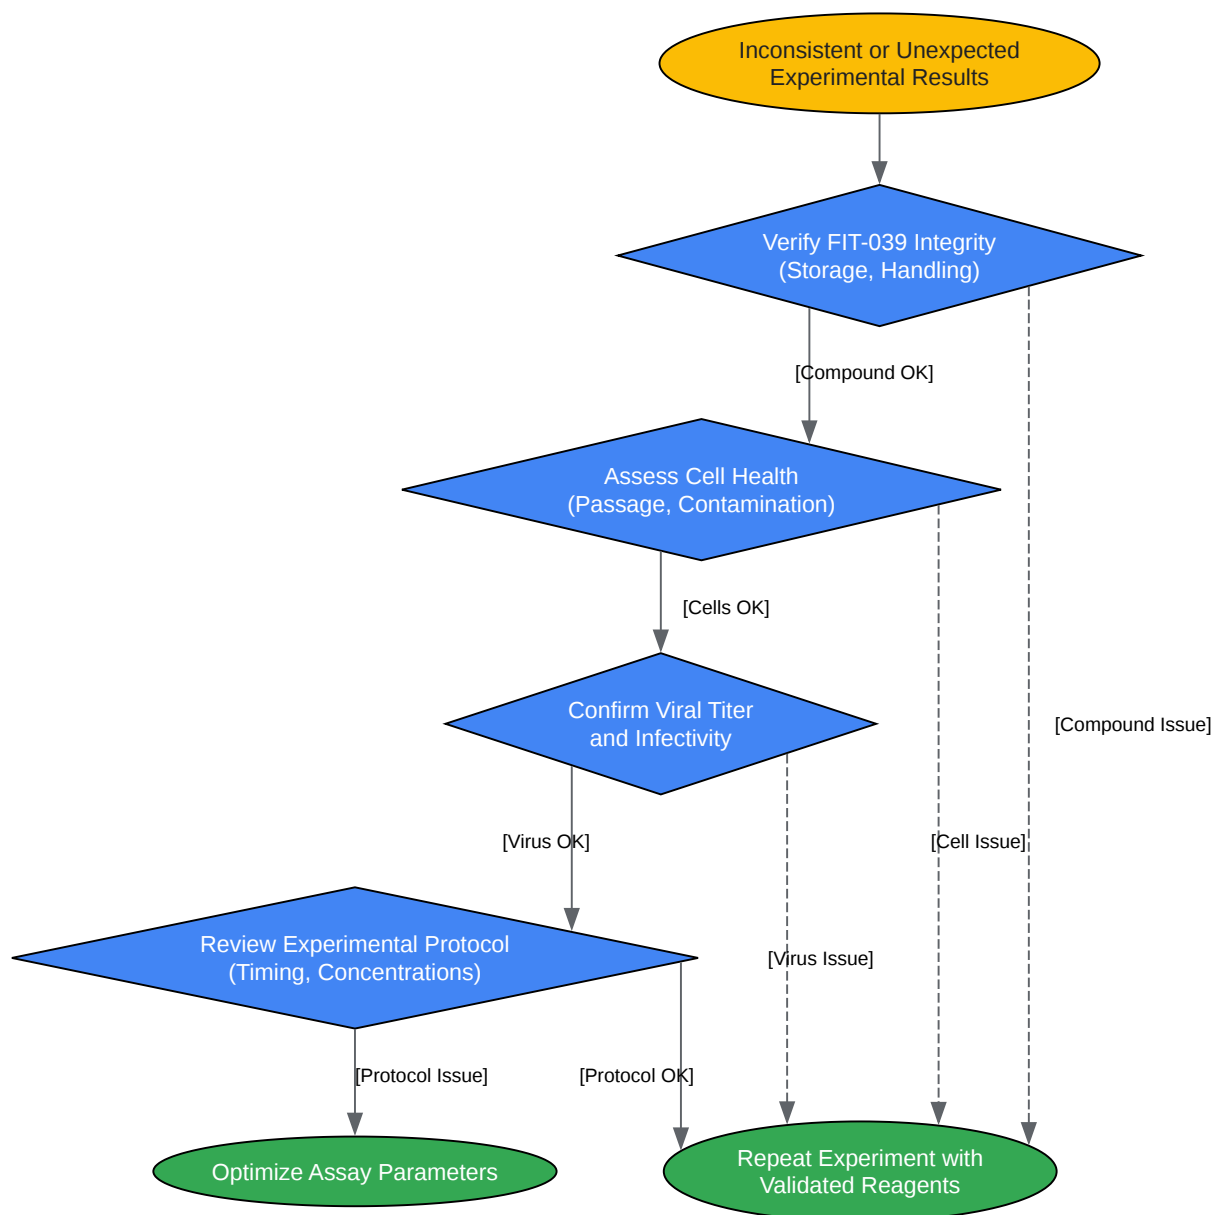 Inconsistent or Unexpected
Experimental Results
Verify FIT-039 Integrity
(Storage, Handling)
[Compound OK]
Assess Cell Health
(Passage, Contamination)
[Cells OK]
Confirm Viral Titer
and Infectivity
[Compound Issue]
[Virus OK]
[Cell Issue]
Review Experimental Protocol
(Timing, Concentrations)
[Virus Issue]
[Protocol Issue]
[Protocol OK]
Optimize Assay Parameters
Repeat Experiment with
Validated Reagents